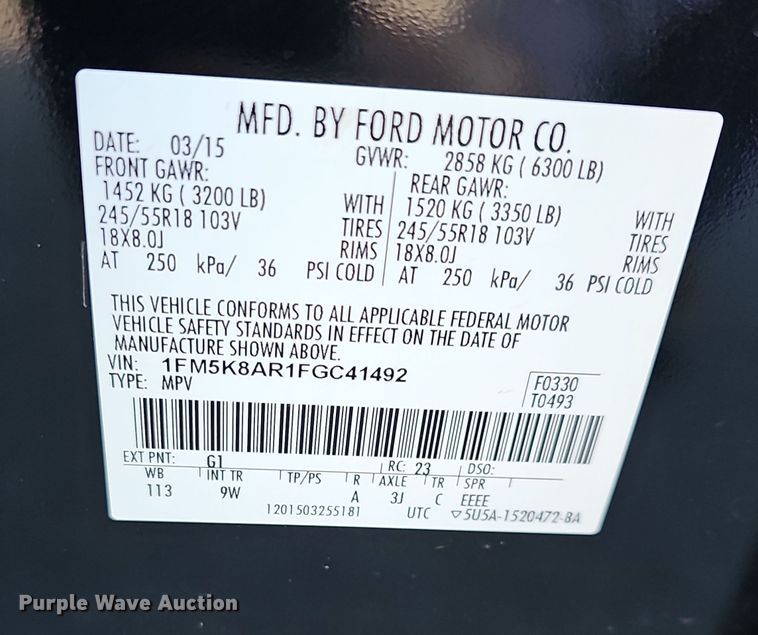 MFD. BY FORD MOTOR CO.
DATE: 03/15 GVWR: 2858 KG ( 6300 LB)
FRONT GAWR: REAR GAWR:
1452 KG ( 3200 LB) WITH 1520 KG ( 3350 LB) WITH
245/55R18 103V TIRES 245/55R18 103V TIRES
18X8.0J RIMS 18X8.0J RIMS
AT 250 kPa/ 36 PSI COLD AT 250 kPa/ 36 PSI COLD
THIS VEHICLE CONFORMS TO ALL APPLICABLE FEDERAL MOTOR
VEHICLE SAFETY STANDARDS IN EFFECT ON THE DATE OF
MANUFACTURE SHOWN ABOVE.
VIN: 1FM5K8AR1FGC41492
TYPE: MPV F0330
T0493
EXT PNT: G1 RC: 23 DSO:
WB INT TR TP/PS R AXLE TR SPR
113 9W A 3J C EEEE
1201503255181 UTC ▽5U5A-1520472-BA
Purple Wave Auction